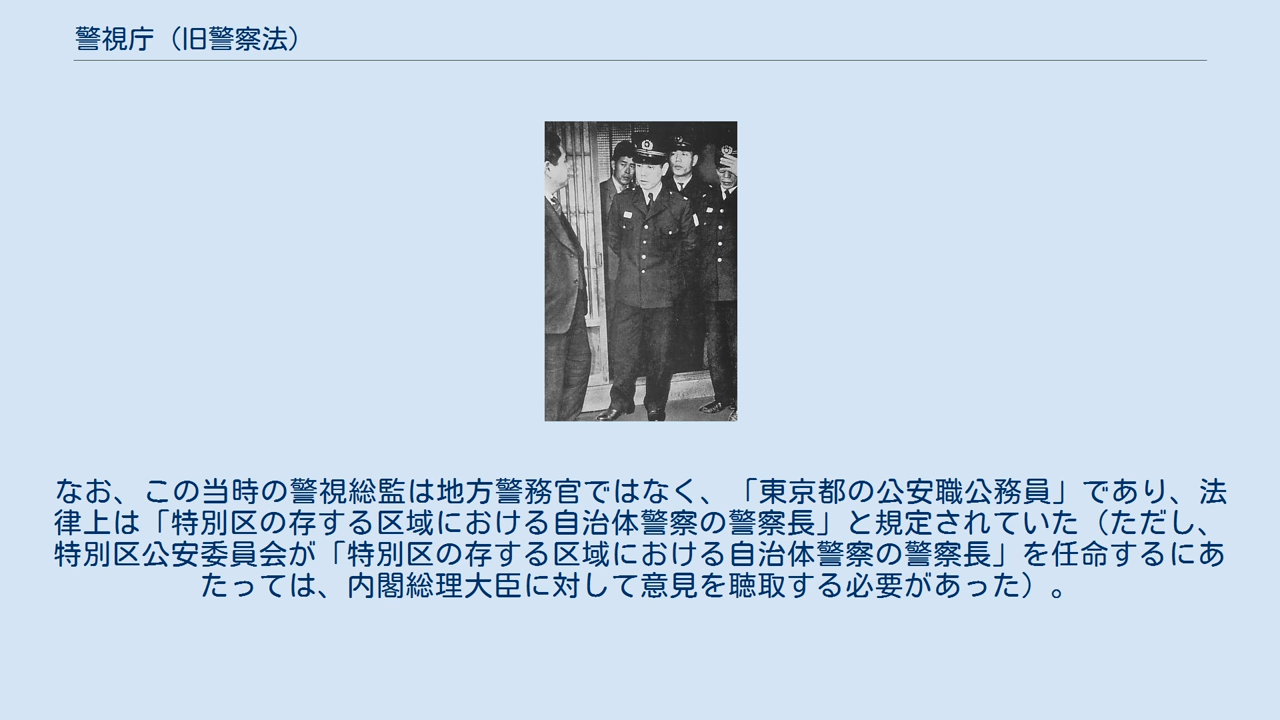 警視庁（旧警察法）
なお、この当時の警視総監は地方警務官ではなく、「東京都の公安職公務員」であり、法
律上は「特別区の存する区域における自治体警察の警察長」と規定されていた（ただし、
特別区公安委員会が「特別区の存する区域における自治体警察の警察長」を任命するにあ
たっては、内閣総理大臣に対して意見を聴取する必要があった）。